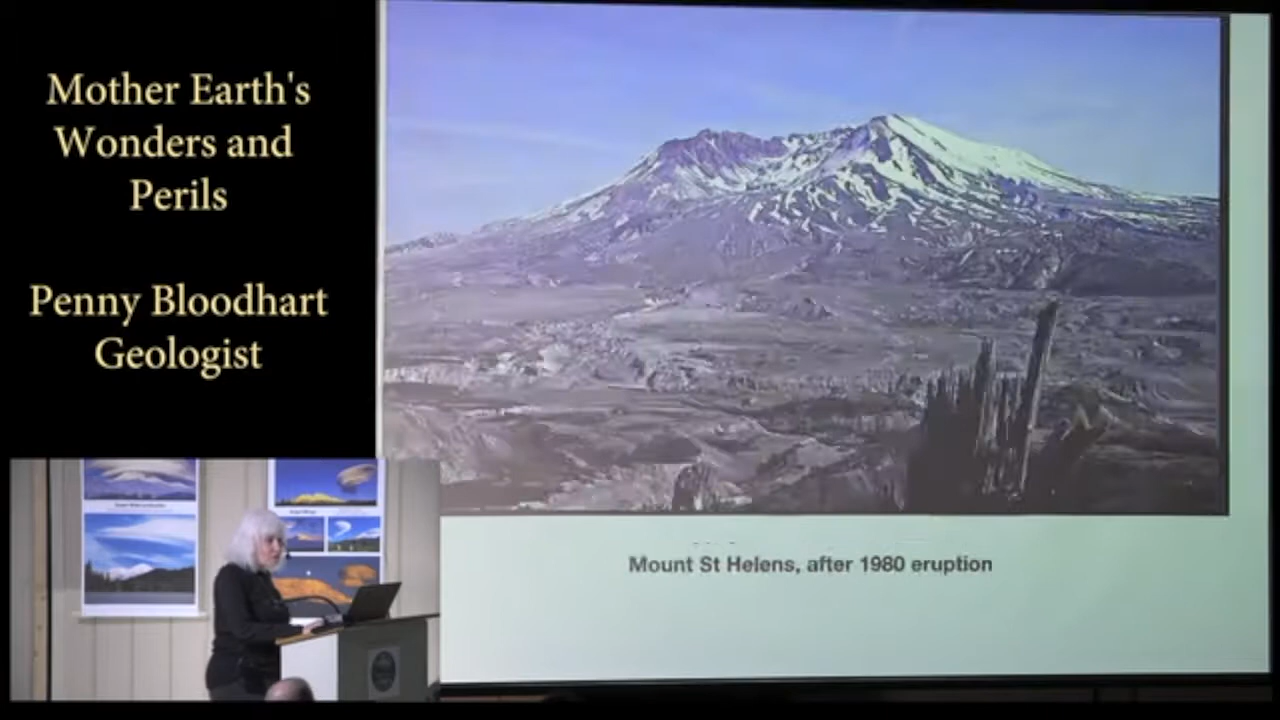 Mother Earth's
Wonders and
Perils
Penny Bloodhart
Geologist
Mount St Helens, after 1980 eruption